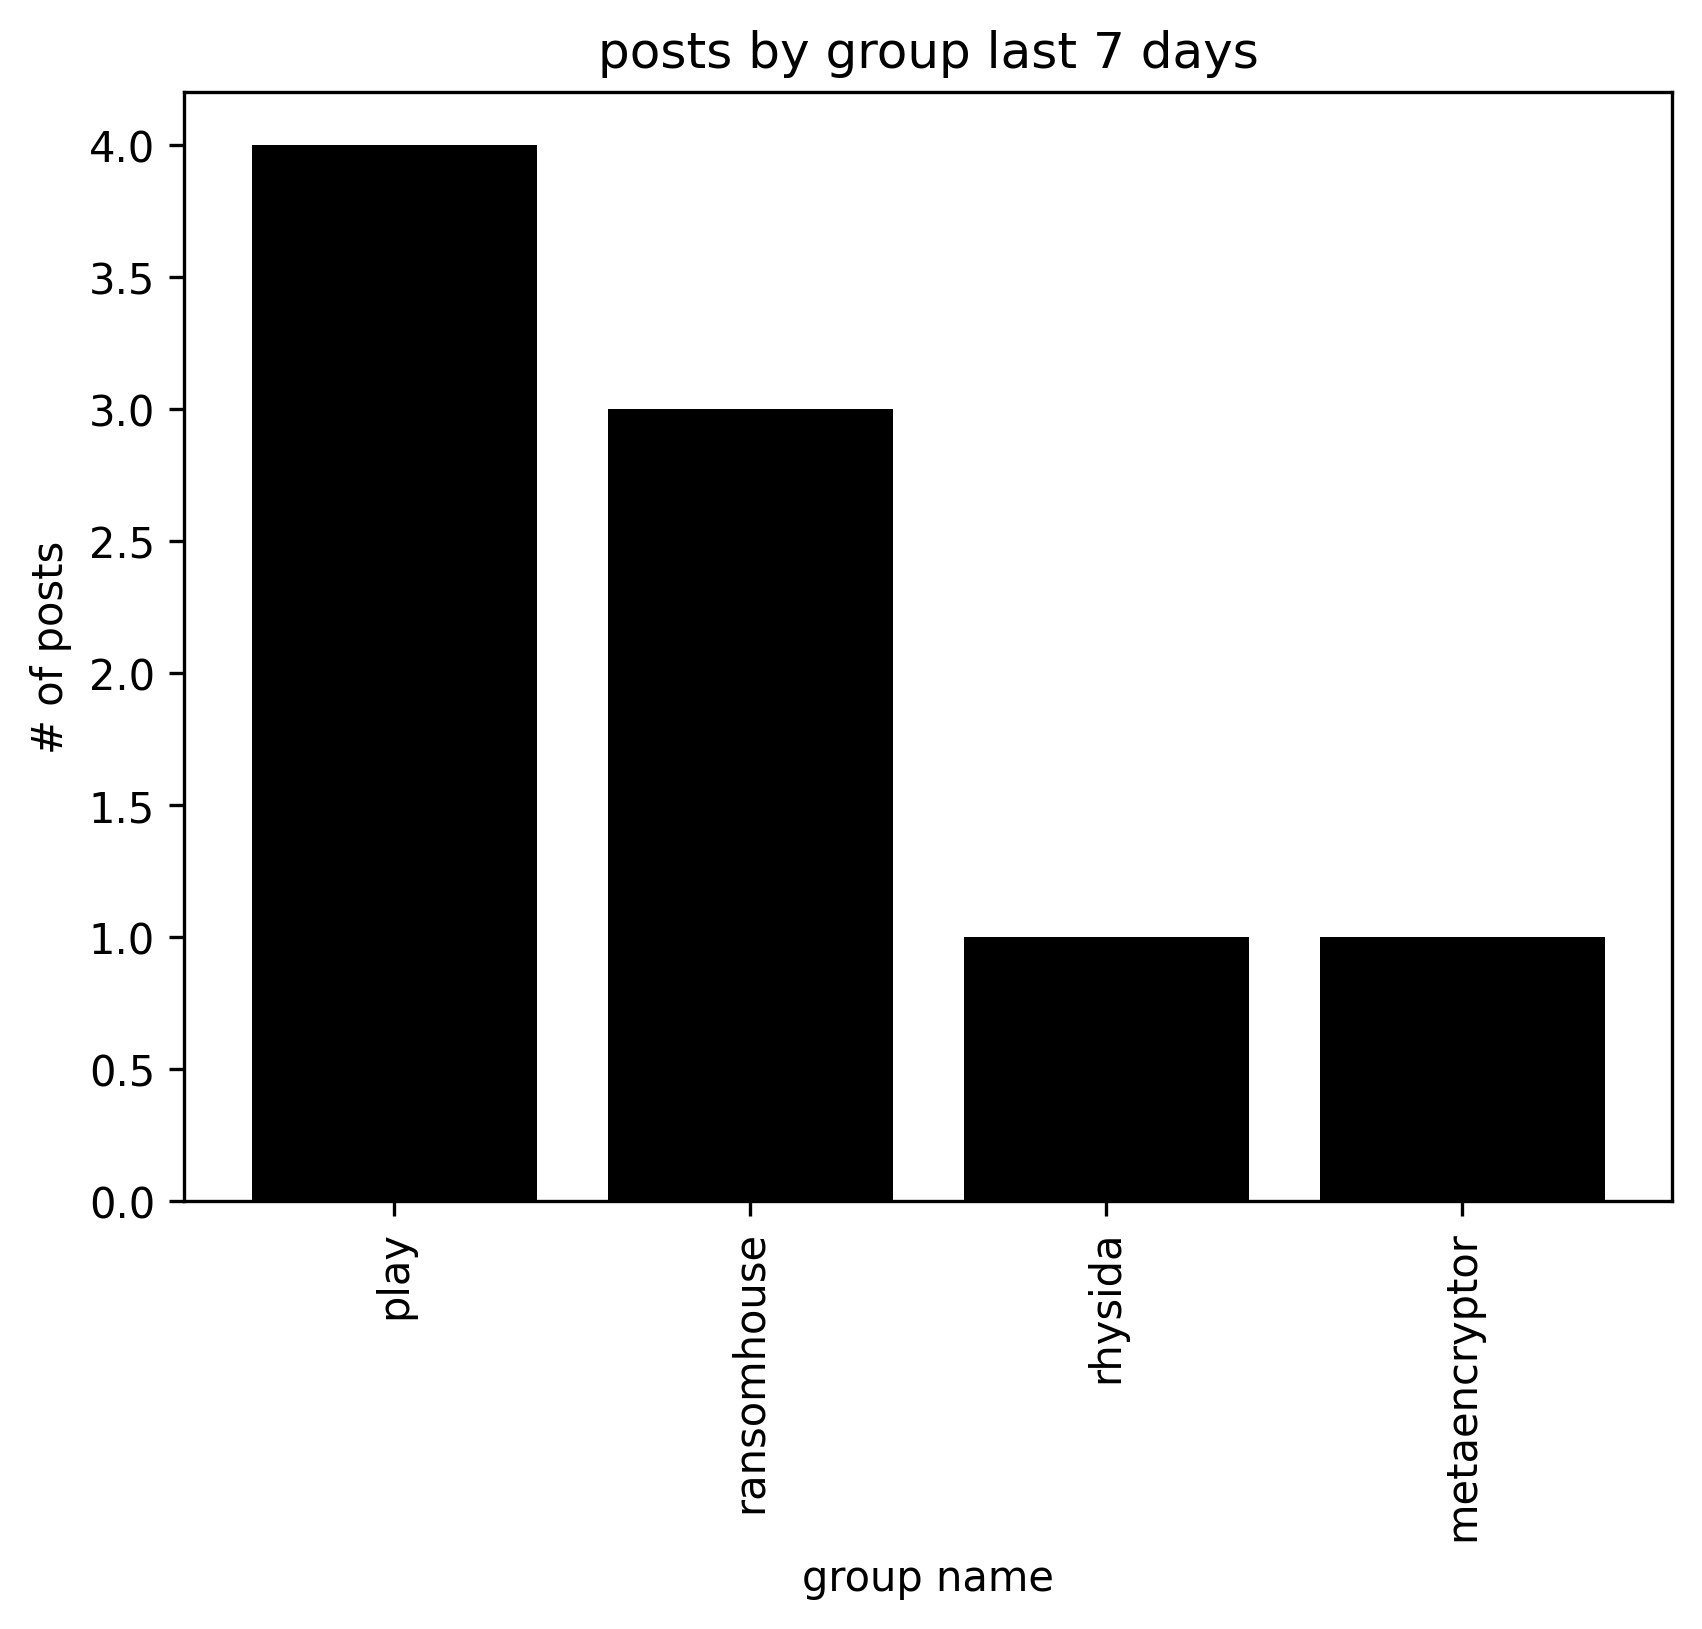 posts by group last 7 days
4.0
3.5
3.0
2.5
2.0
1.5
1.0
0.5
0.0
# of posts
play
ransomhouse
rhysida
metaencryptor
group name